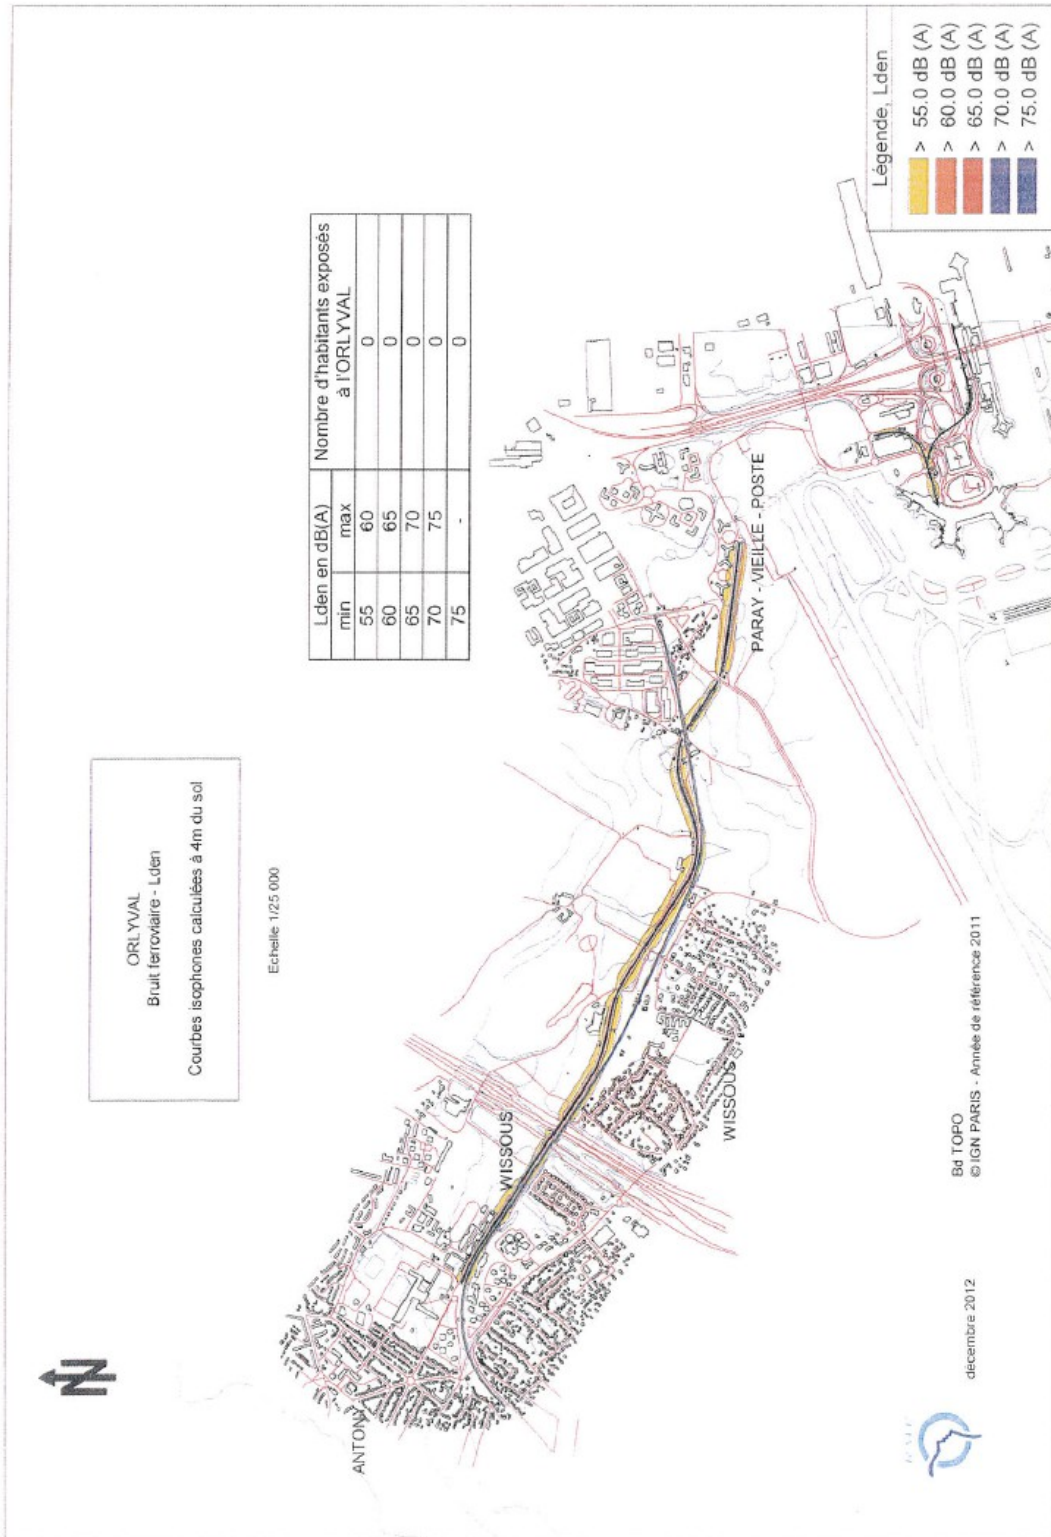 ORLYVAL
Bruit ferroviaire - Lden
Courbes isophones calculées à 4m du sol
Echelle 1/25 000
Lden en dB(A) Nombre d'habitants exposés
à l'ORLYVAL
min max
55 60 0
60 65 0
65 70 0
70 75 0
75 - 0
ANTONY
WISSOUS
WISSOUS
PARAY - VIEILLE - POSTE
Légende, Lden
> 55.0 dB (A)
> 60.0 dB (A)
> 65.0 dB (A)
> 70.0 dB (A)
> 75.0 dB (A)
N
décembre 2012
Bd TOPO
© IGN PARIS - Année de référence 2011